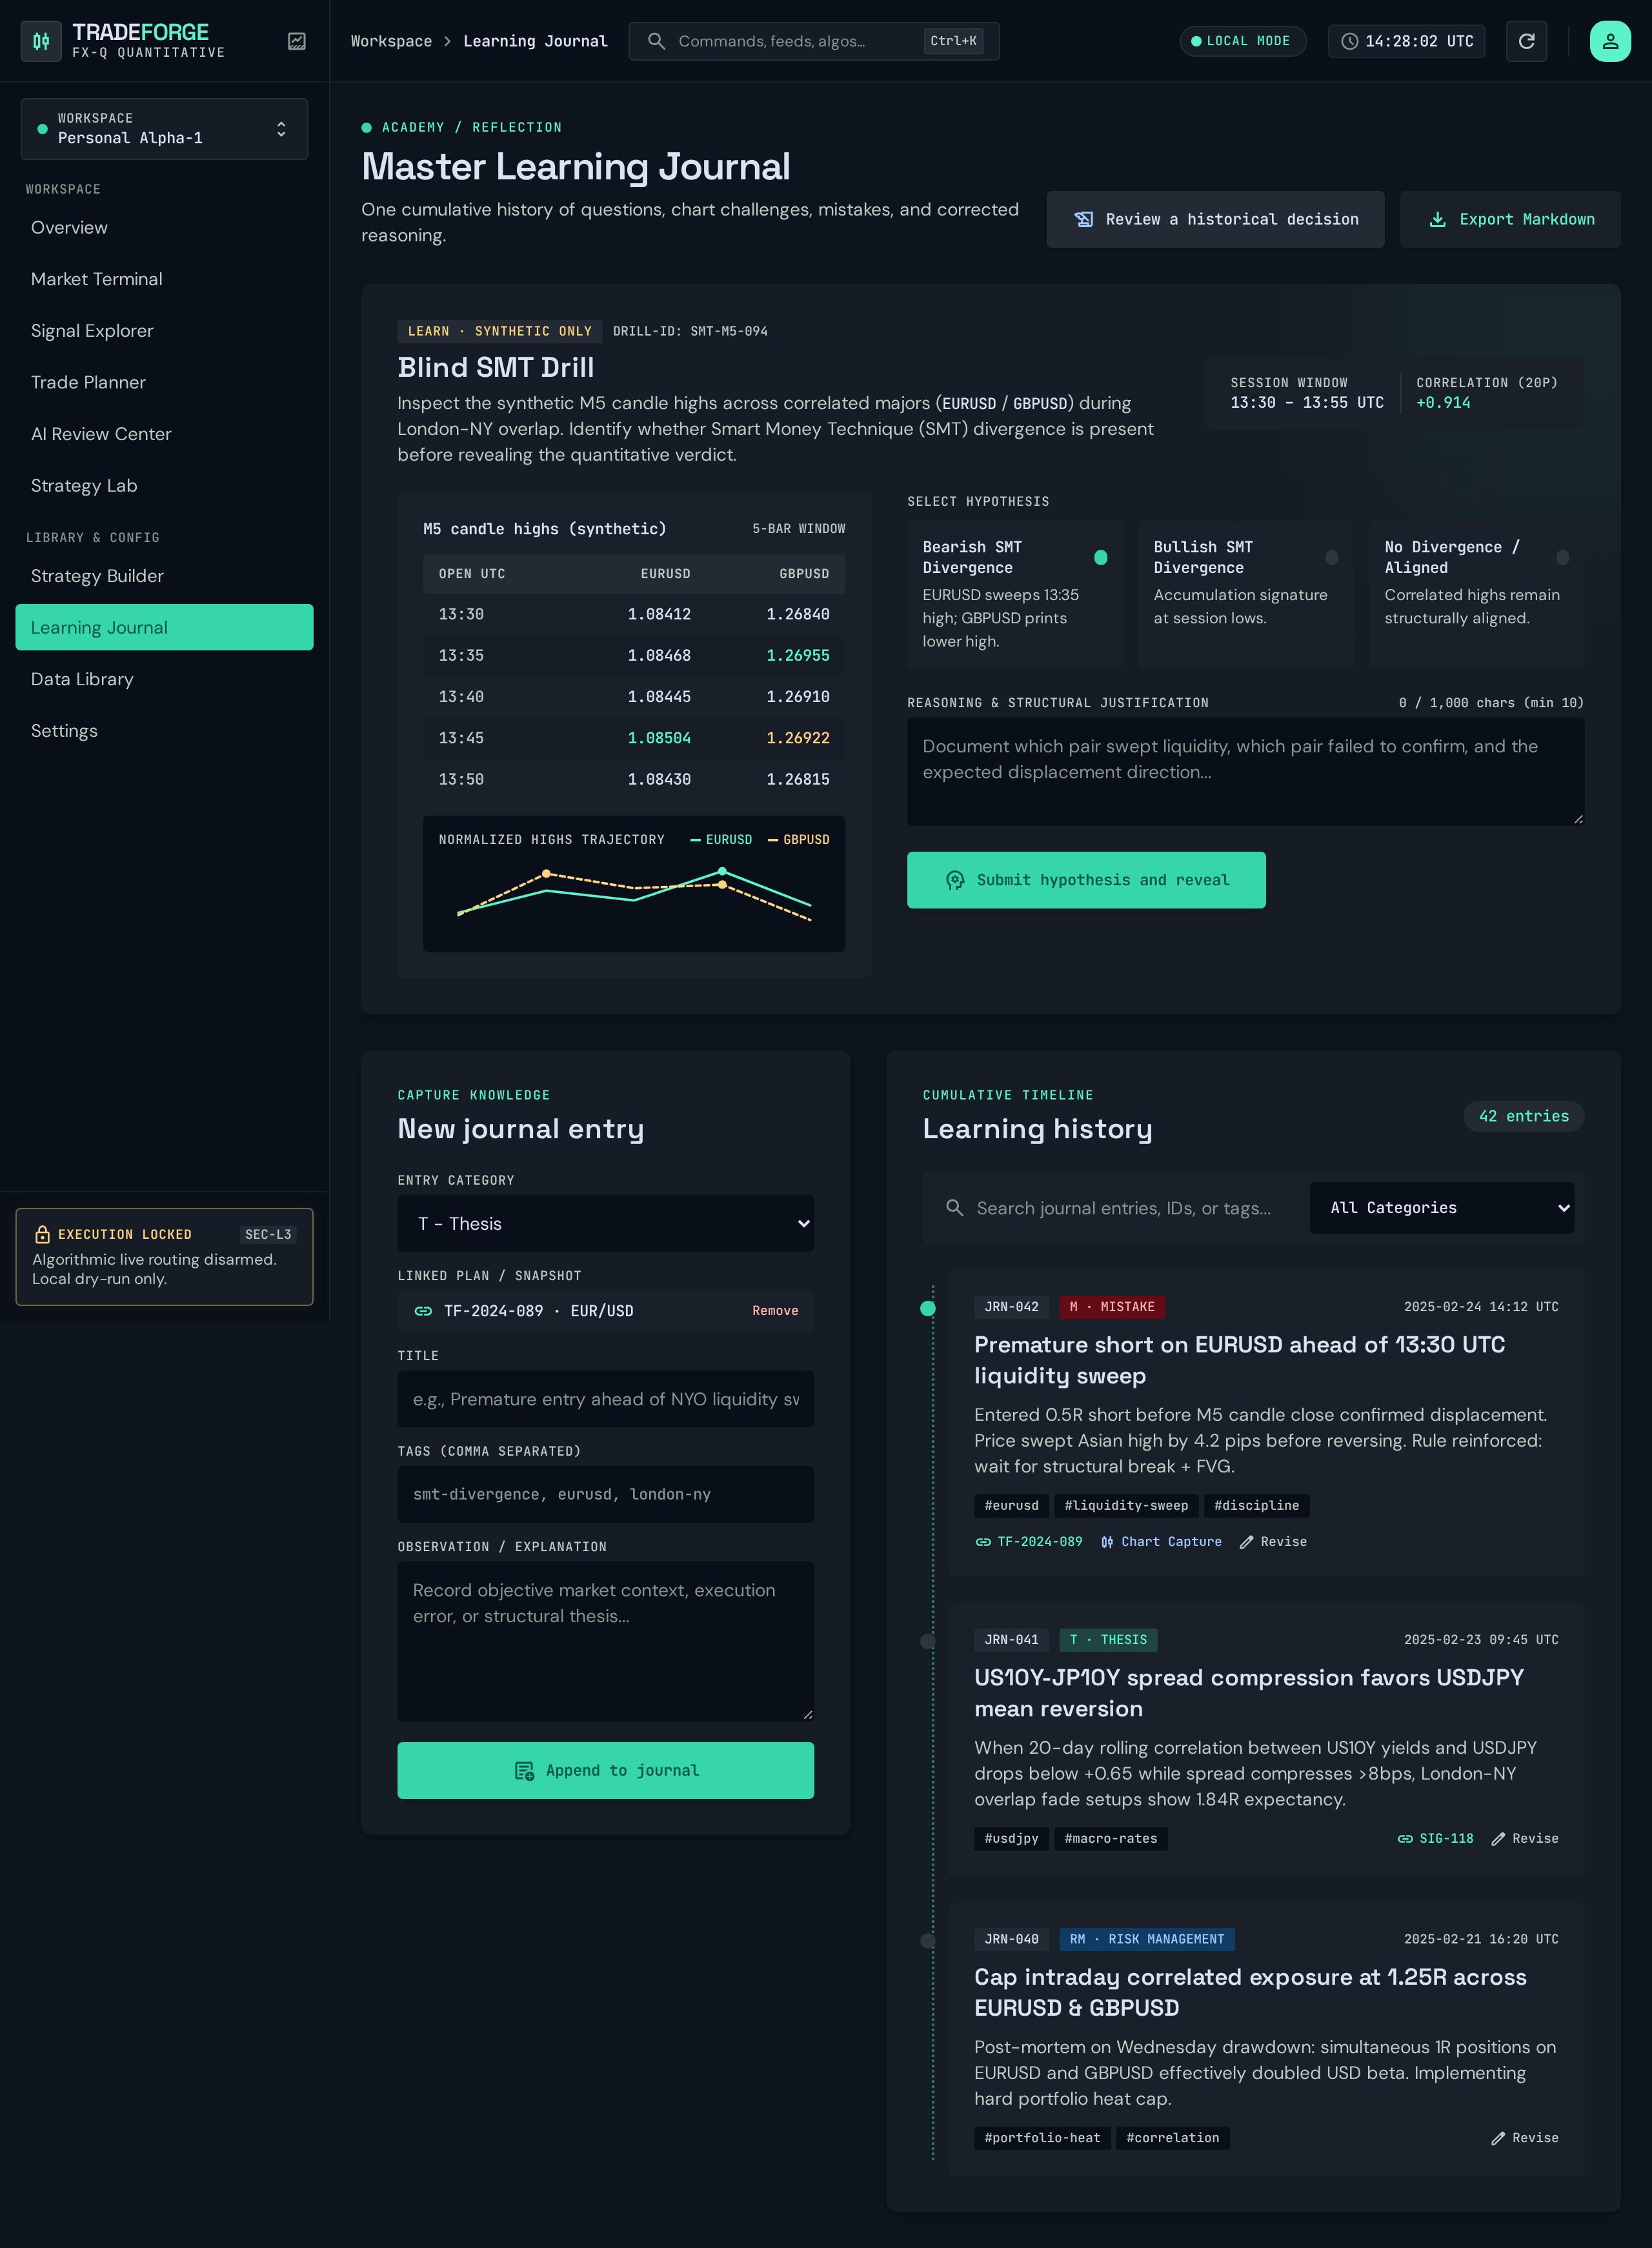 TRADEFORGE
FX-Q QUANTITATIVE
Workspace > Learning Journal
Commands, feeds, algos...
Ctrl+K
LOCAL MODE
14:28:02 UTC
WORKSPACE
Personal Alpha-1
WORKSPACE
Overview
Market Terminal
Signal Explorer
Trade Planner
AI Review Center
Strategy Lab
LIBRARY & CONFIG
Strategy Builder
Learning Journal
Data Library
Settings
EXECUTION LOCKED
SEC-L3
Algorithmic live routing disarmed.
Local dry-run only.
ACADEMY / REFLECTION
Master Learning Journal
One cumulative history of questions, chart challenges, mistakes, and corrected
reasoning.
Review a historical decision
Export Markdown
LEARN · SYNTHETIC ONLY
DRILL-ID: SMT-M5-094
Blind SMT Drill
Inspect the synthetic M5 candle highs across correlated majors (EURUSD / GBPUSD) during
London-NY overlap. Identify whether Smart Money Technique (SMT) divergence is present
before revealing the quantitative verdict.
SESSION WINDOW
13:30 – 13:55 UTC
CORRELATION (20P)
+0.914
M5 candle highs (synthetic)
5-BAR WINDOW
OPEN UTC EURUSD GBPUSD
13:30 1.08412 1.26840
13:35 1.08468 1.26955
13:40 1.08445 1.26910
13:45 1.08504 1.26922
13:50 1.08430 1.26815
NORMALIZED HIGHS TRAJECTORY
EURUSD
GBPUSD
SELECT HYPOTHESIS
Bearish SMT
Divergence
EURUSD sweeps 13:35
high; GBPUSD prints
lower high.
Bullish SMT
Divergence
Accumulation signature
at session lows.
No Divergence /
Aligned
Correlated highs remain
structurally aligned.
REASONING & STRUCTURAL JUSTIFICATION
0 / 1,000 chars (min 10)
Document which pair swept liquidity, which pair failed to confirm, and the
expected displacement direction...
Submit hypothesis and reveal
CAPTURE KNOWLEDGE
New journal entry
ENTRY CATEGORY
T – Thesis
LINKED PLAN / SNAPSHOT
TF-2024-089 · EUR/USD
Remove
TITLE
e.g., Premature entry ahead of NYO liquidity sw
TAGS (COMMA SEPARATED)
smt-divergence, eurusd, london-ny
OBSERVATION / EXPLANATION
Record objective market context, execution
error, or structural thesis...
Append to journal
CUMULATIVE TIMELINE
Learning history
42 entries
Search journal entries, IDs, or tags...
All Categories
JRN-042
M · MISTAKE
2025-02-24 14:12 UTC
Premature short on EURUSD ahead of 13:30 UTC
liquidity sweep
Entered 0.5R short before M5 candle close confirmed displacement.
Price swept Asian high by 4.2 pips before reversing. Rule reinforced:
wait for structural break + FVG.
#eurusd #liquidity-sweep #discipline
TF-2024-089 Chart Capture Revise
JRN-041
T · THESIS
2025-02-23 09:45 UTC
US10Y-JP10Y spread compression favors USDJPY
mean reversion
When 20-day rolling correlation between US10Y yields and USDJPY
drops below +0.65 while spread compresses >8bps, London-NY
overlap fade setups show 1.84R expectancy.
#usdjpy #macro-rates
SIG-118 Revise
JRN-040
RM · RISK MANAGEMENT
2025-02-21 16:20 UTC
Cap intraday correlated exposure at 1.25R across
EURUSD & GBPUSD
Post-mortem on Wednesday drawdown: simultaneous 1R positions on
EURUSD and GBPUSD effectively doubled USD beta. Implementing
hard portfolio heat cap.
#portfolio-heat #correlation
Revise